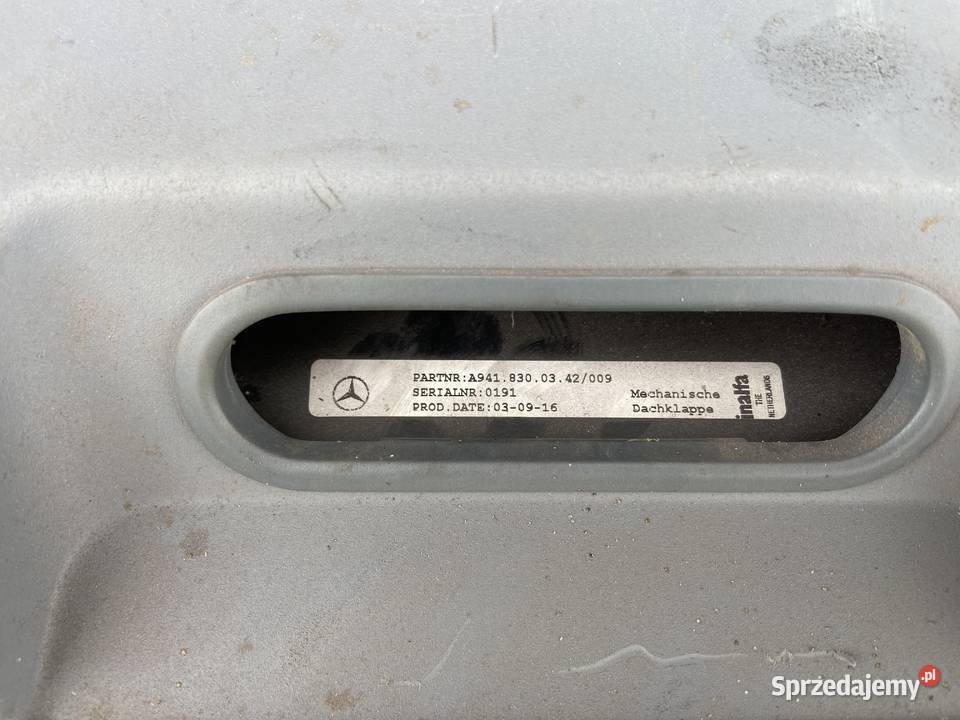 PARTNR:A941.830.03.42/009
SERIALNR:0191
PROD.DATE:03-09-16
Mechanische
Dachklappe
inalfa
THE
NETHERLANDS
Sprzedajemy.pl